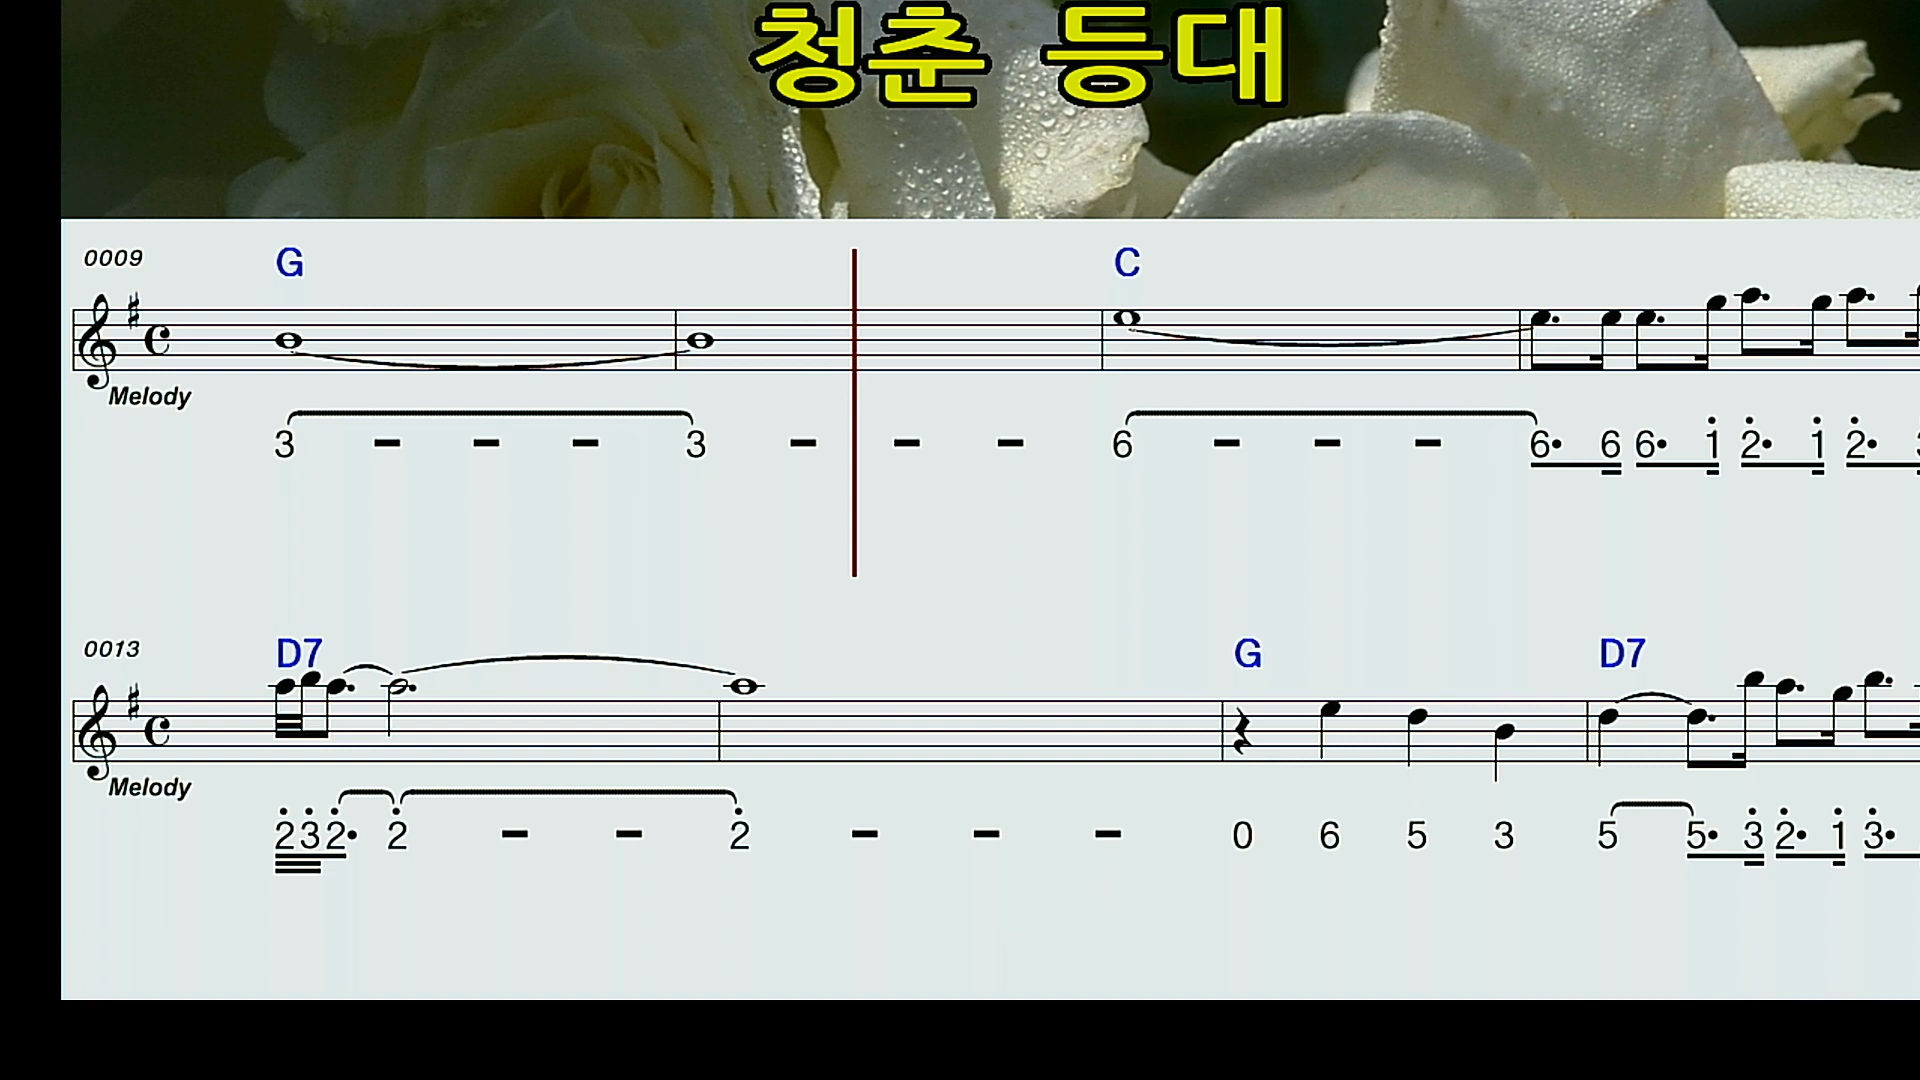 청춘 등대
0009 G C
Melody
3 - - - 3 - - - 6 - - - 6· 6 6· 1 2· 1 2·
0013 D7 G D7
Melody
2 3 2· 2 - - 2 - - - 0 6 5 3 5 5· 3 2· 1 3·